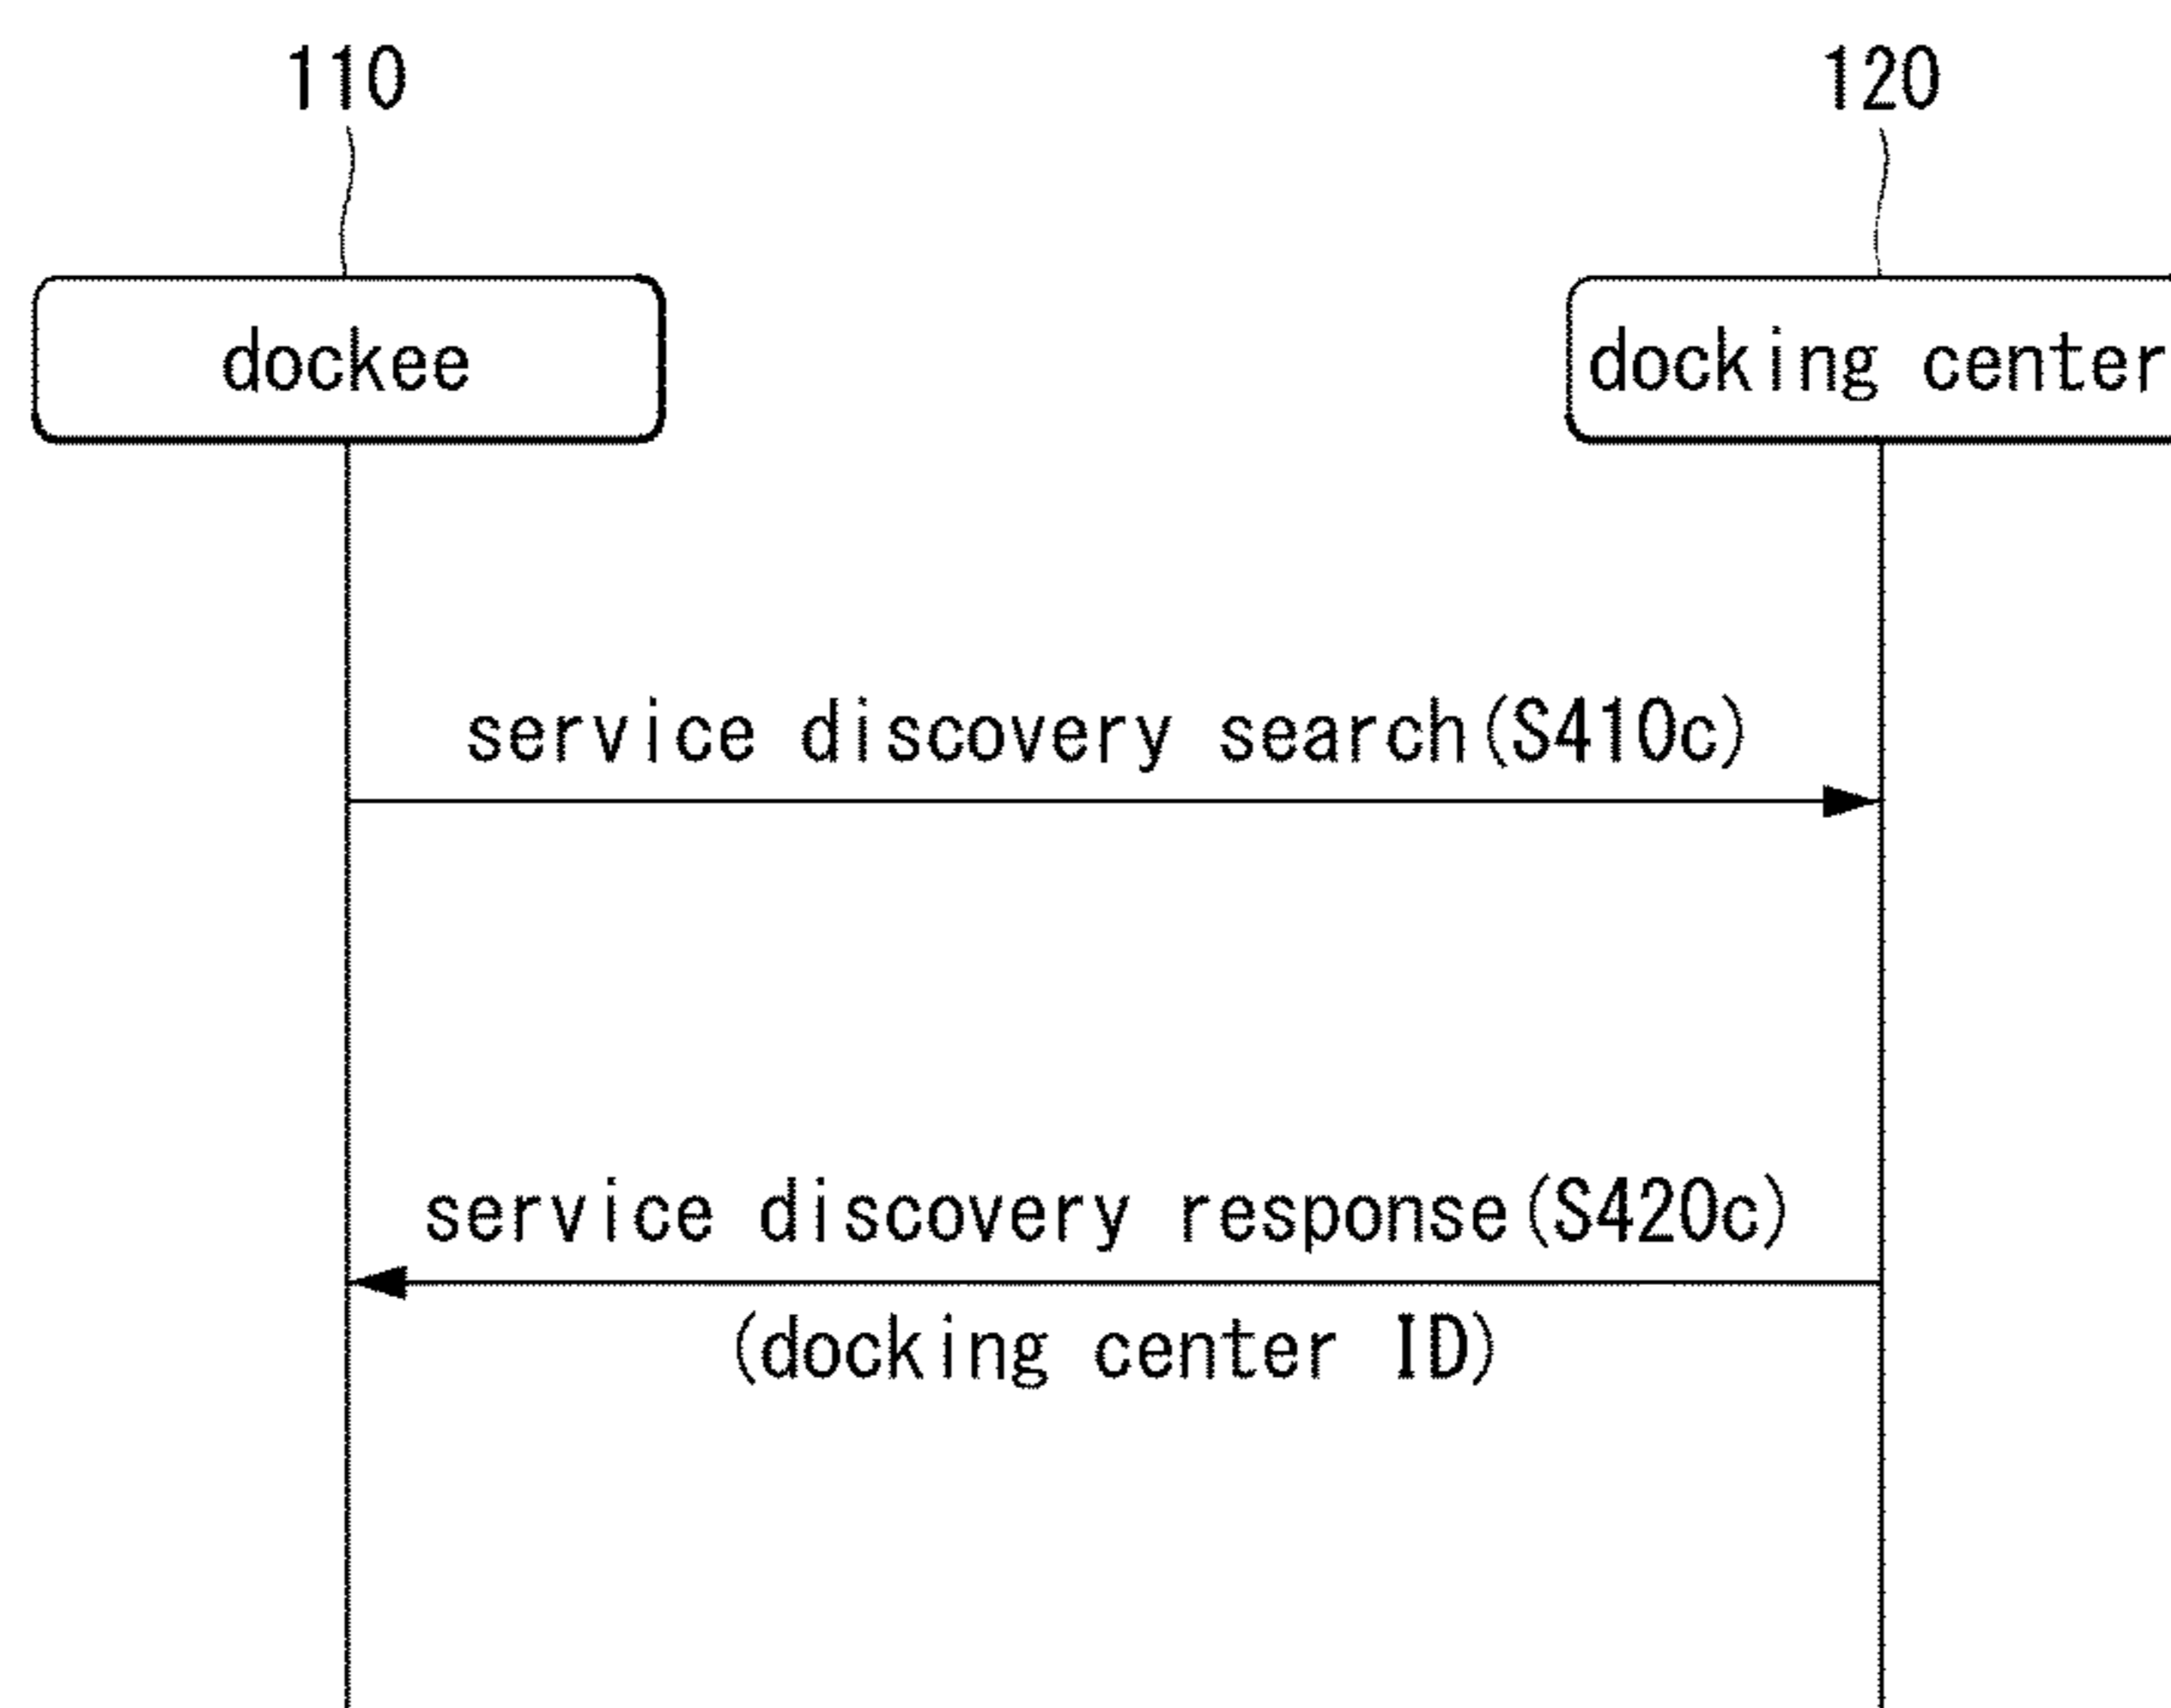 110
120
dockee
docking center
service discovery search(S410c)
service discovery response(S420c)
(docking center ID)